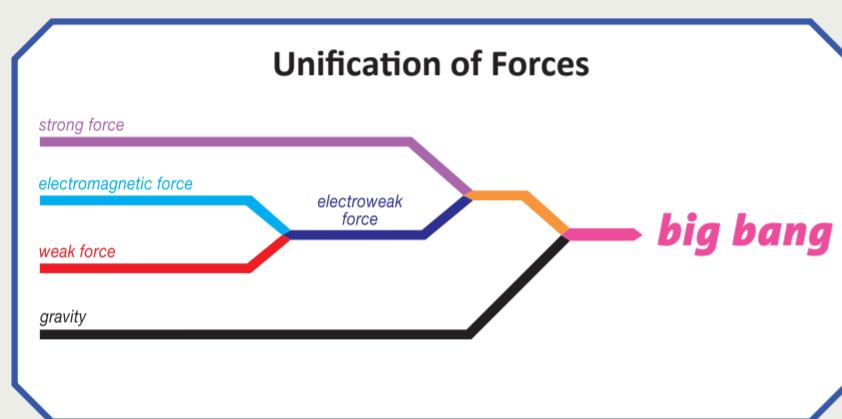 Unification of Forces
strong force
electromagnetic force
electroweak
force
weak force
big bang
gravity